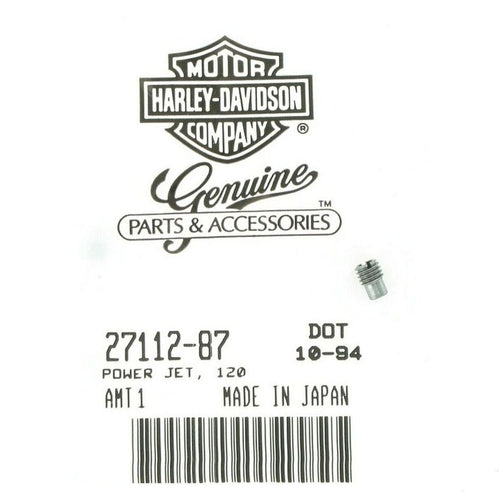 MOTOR
HARLEY-DAVIDSON
COMPANY ®
Genuine
PARTS & ACCESSORIES ™
27112-87 DOT
POWER JET, 120 10-94
AMT1 MADE IN JAPAN